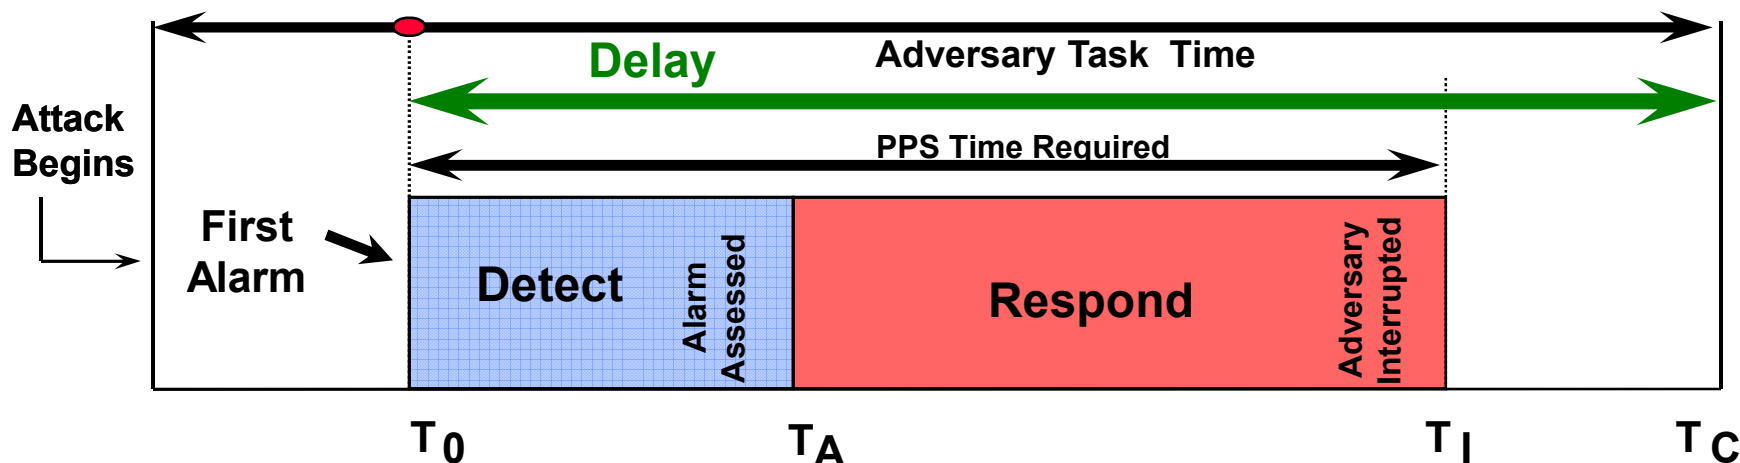 Adversary Task Time
Delay
Attack
Begins
PPS Time Required
First
Alarm
Detect
Alarm
Assessed
Respond
Adversary
Interrupted
T0
TA
TI
TC